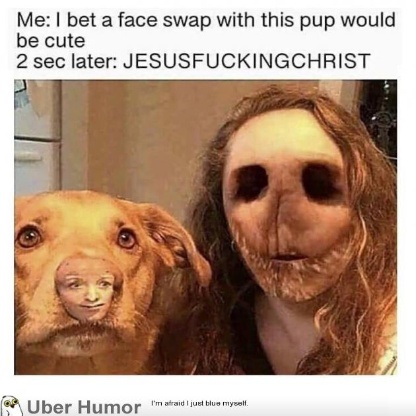 Me: I bet a face swap with this pup would
be cute
2 sec later: JESUSFUCKINGCHRIST
Uber Humor
I'm afraid I just blue myself.